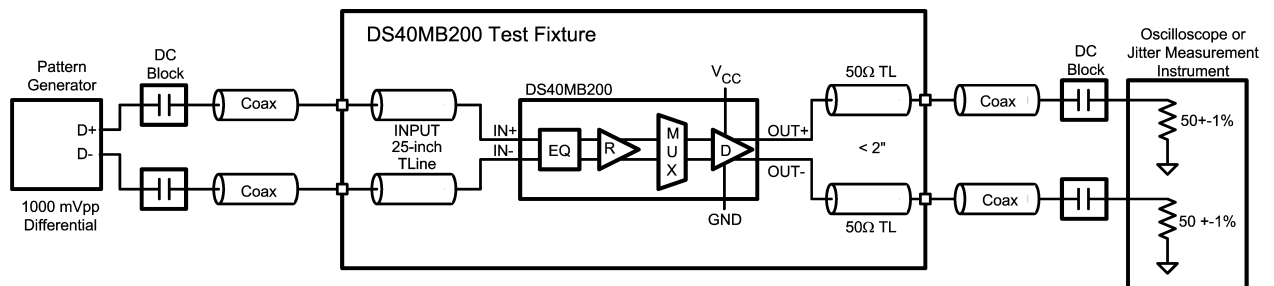 DS40MB200 Test Fixture
Pattern
Generator
D+
D-
1000 mVpp
Differential
DC
Block
Coax
Coax
INPUT
25-inch
TLine
DS40MB200
IN+
IN-
EQ
R
M
U
X
D
VCC
GND
OUT+
OUT-
50Ω TL
< 2"
50Ω TL
Coax
Coax
DC
Block
Oscilloscope or
Jitter Measurement
Instrument
50+-1%
50 +-1%